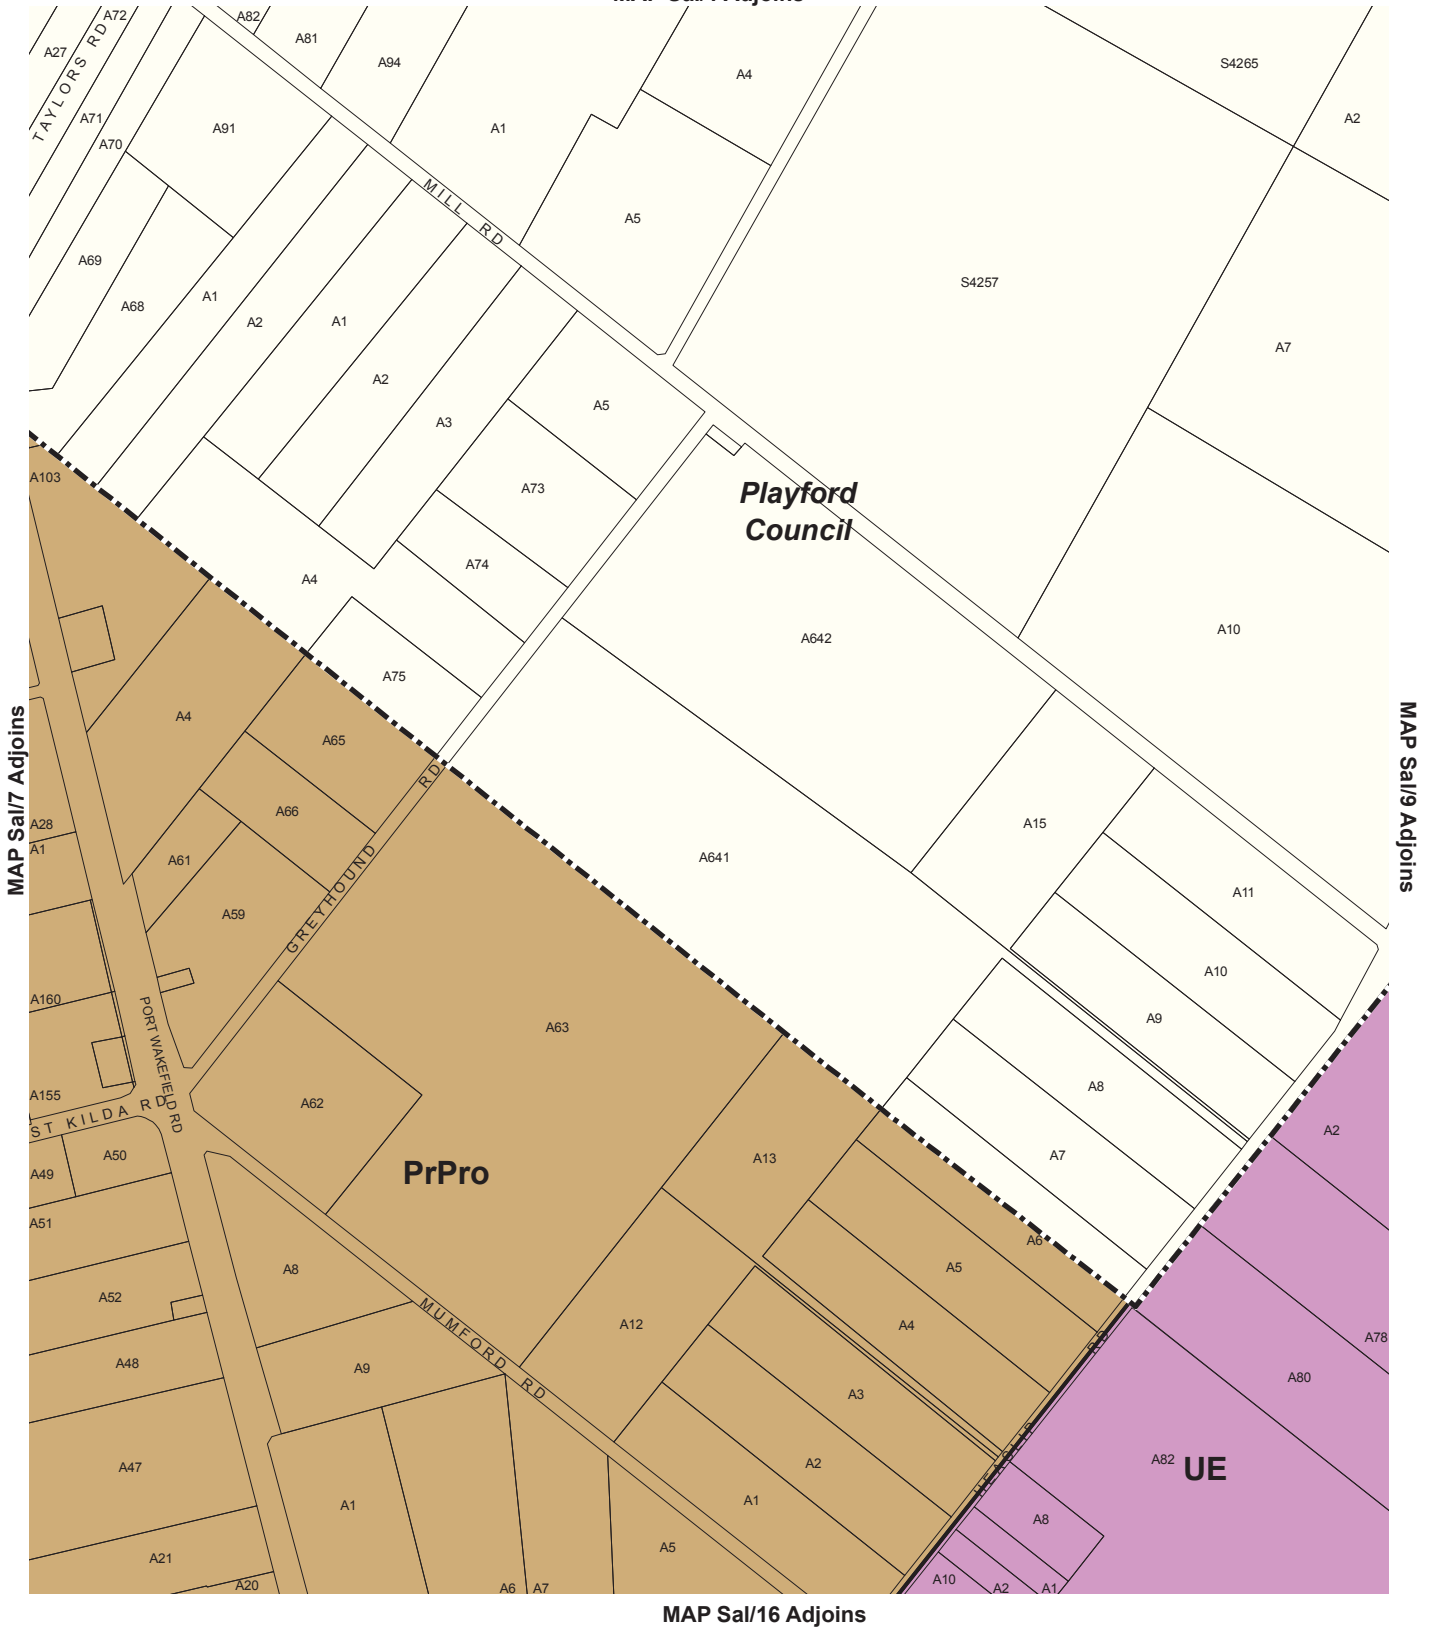 A72
A82
A27
TAYLORS RD
A81
A94
A4
S4265
A71
A70
A91
A1
A2
MILL RD
A5
A69
A68
A1
A2
A1
S4257
A7
A2
A3
A5
A103
A73
Playford
Council
A74
A4
A642
A10
A75
A4
A65
MAP Sal/7 Adjoins
MAP Sal/9 Adjoins
A66
RD
A28
A1
A61
GREYHOUND
A641
A15
A11
A59
A10
A160
PORT WAKEFIELD RD
A63
A9
A155
ST KILDA RD
A62
A8
A2
A50
A49
PrPro
A13
A7
A51
A6
A8
A5
A52
MUMFORD RD
A12
A4
RD
A78
A48
A9
A3
A80
A47
A2
A82
UE
A1
A1
A8
A5
A21
A20
A6
A7
A10
A2
A1
MAP Sal/16 Adjoins